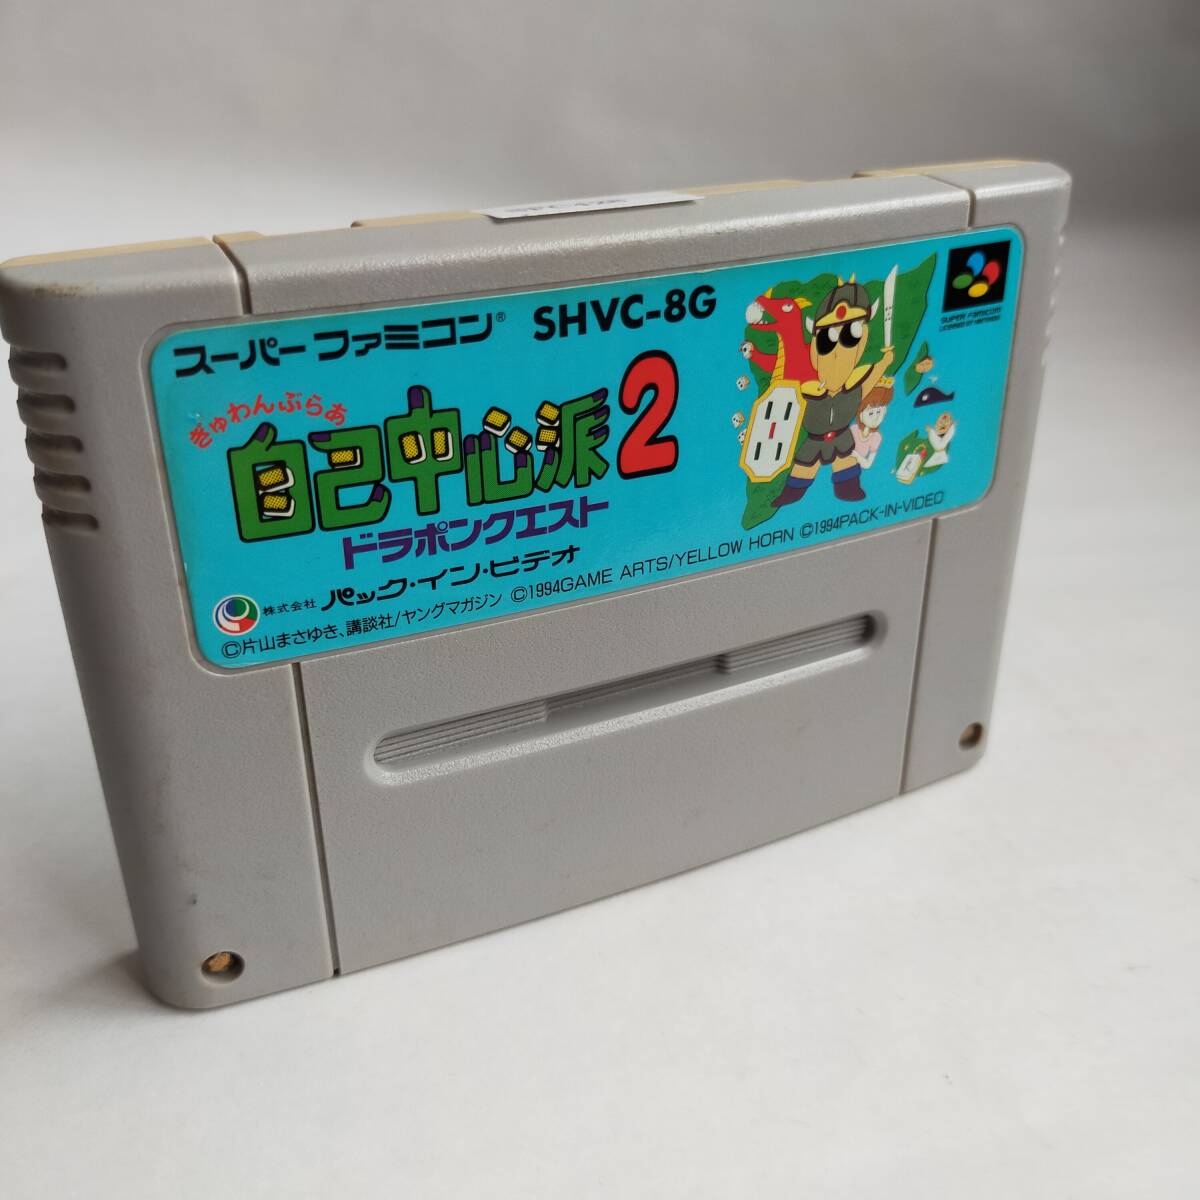 スーパーファミコン® SHVC-8G
ぎゅわんぶらあ
自己中心派2
ドラポンクエスト
株式会社 パック・イン・ビデオ
©片山まさゆき、講談社/ヤングマガジン ©1994GAME ARTS/YELLOW HORN ©1994PACK-IN-VIDEO
SUPER FAMICOM
LICENSED BY NINTENDO